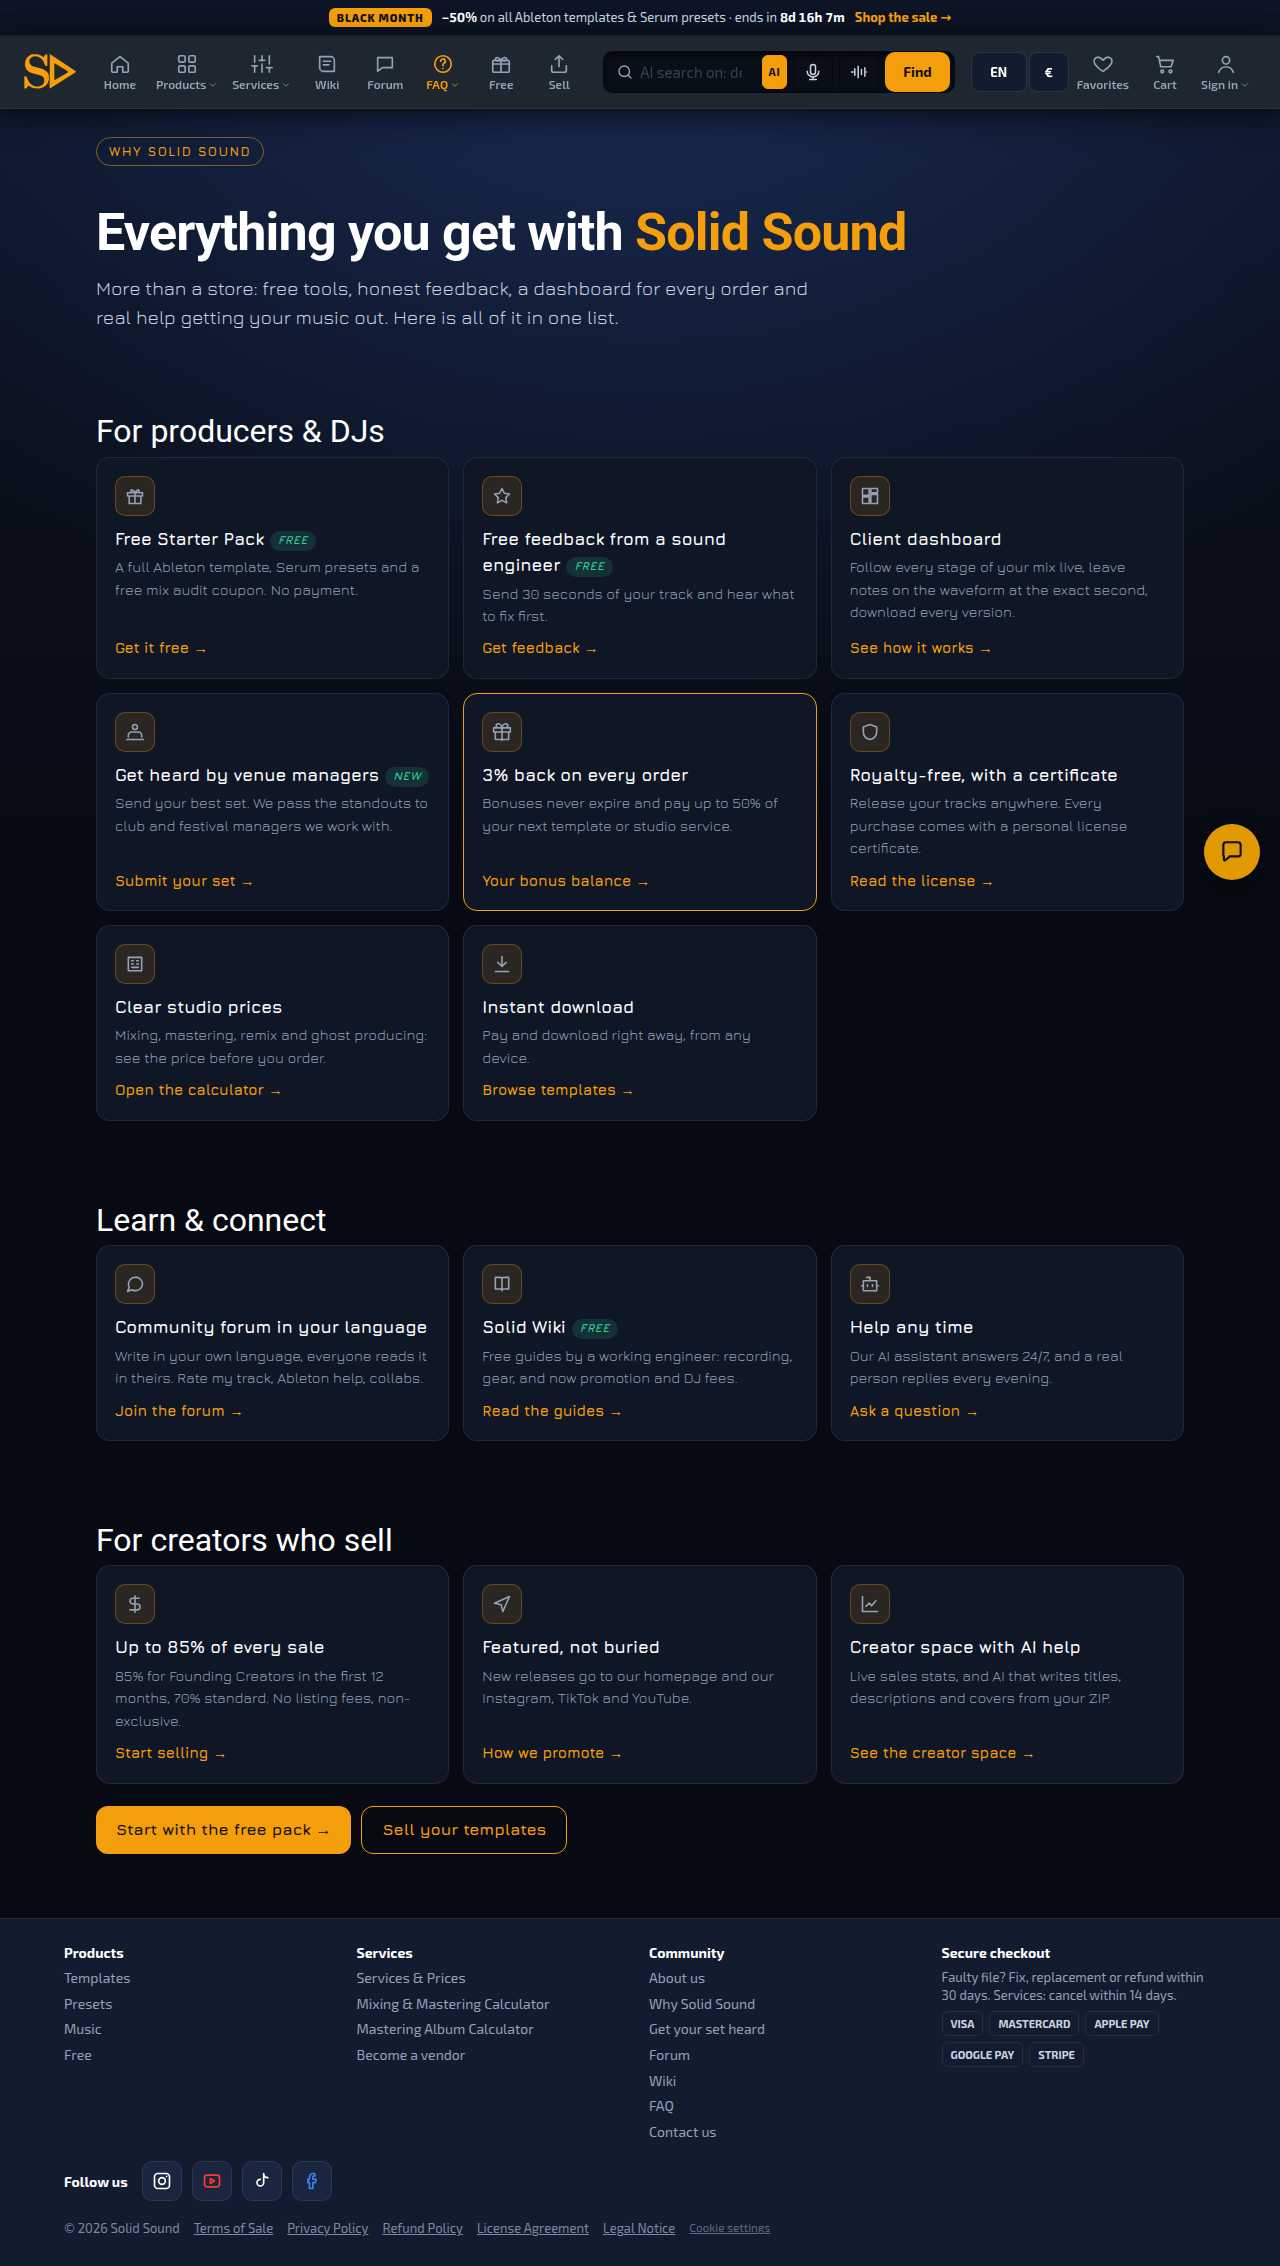 BLACK MONTH −50% on all Ableton templates & Serum presets · ends in 8d 16h 7m Shop the sale →
Home Products Services Wiki Forum FAQ Free Sell AI search on: dr AI Find EN € Favorites Cart Sign in
WHY SOLID SOUND
Everything you get with Solid Sound
More than a store: free tools, honest feedback, a dashboard for every order and
real help getting your music out. Here is all of it in one list.
For producers & DJs
Free Starter Pack FREE
A full Ableton template, Serum presets and a
free mix audit coupon. No payment.
Get it free →
Free feedback from a sound
engineer FREE
Send 30 seconds of your track and hear what
to fix first.
Get feedback →
Client dashboard
Follow every stage of your mix live, leave
notes on the waveform at the exact second,
download every version.
See how it works →
Get heard by venue managers NEW
Send your best set. We pass the standouts to
club and festival managers we work with.
Submit your set →
3% back on every order
Bonuses never expire and pay up to 50% of
your next template or studio service.
Your bonus balance →
Royalty-free, with a certificate
Release your tracks anywhere. Every
purchase comes with a personal license
certificate.
Read the license →
Clear studio prices
Mixing, mastering, remix and ghost producing:
see the price before you order.
Open the calculator →
Instant download
Pay and download right away, from any
device.
Browse templates →
Learn & connect
Community forum in your language
Write in your own language, everyone reads it
in theirs. Rate my track, Ableton help, collabs.
Join the forum →
Solid Wiki FREE
Free guides by a working engineer: recording,
gear, and now promotion and DJ fees.
Read the guides →
Help any time
Our AI assistant answers 24/7, and a real
person replies every evening.
Ask a question →
For creators who sell
Up to 85% of every sale
85% for Founding Creators in the first 12
months, 70% standard. No listing fees, non-
exclusive.
Start selling →
Featured, not buried
New releases go to our homepage and our
Instagram, TikTok and YouTube.
How we promote →
Creator space with AI help
Live sales stats, and AI that writes titles,
descriptions and covers from your ZIP.
See the creator space →
Start with the free pack → Sell your templates
Products
Templates
Presets
Music
Free
Services
Services & Prices
Mixing & Mastering Calculator
Mastering Album Calculator
Become a vendor
Community
About us
Why Solid Sound
Get your set heard
Forum
Wiki
FAQ
Contact us
Secure checkout
Faulty file? Fix, replacement or refund within
30 days. Services: cancel within 14 days.
VISA MASTERCARD APPLE PAY
GOOGLE PAY STRIPE
Follow us
© 2026 Solid Sound Terms of Sale Privacy Policy Refund Policy License Agreement Legal Notice Cookie settings